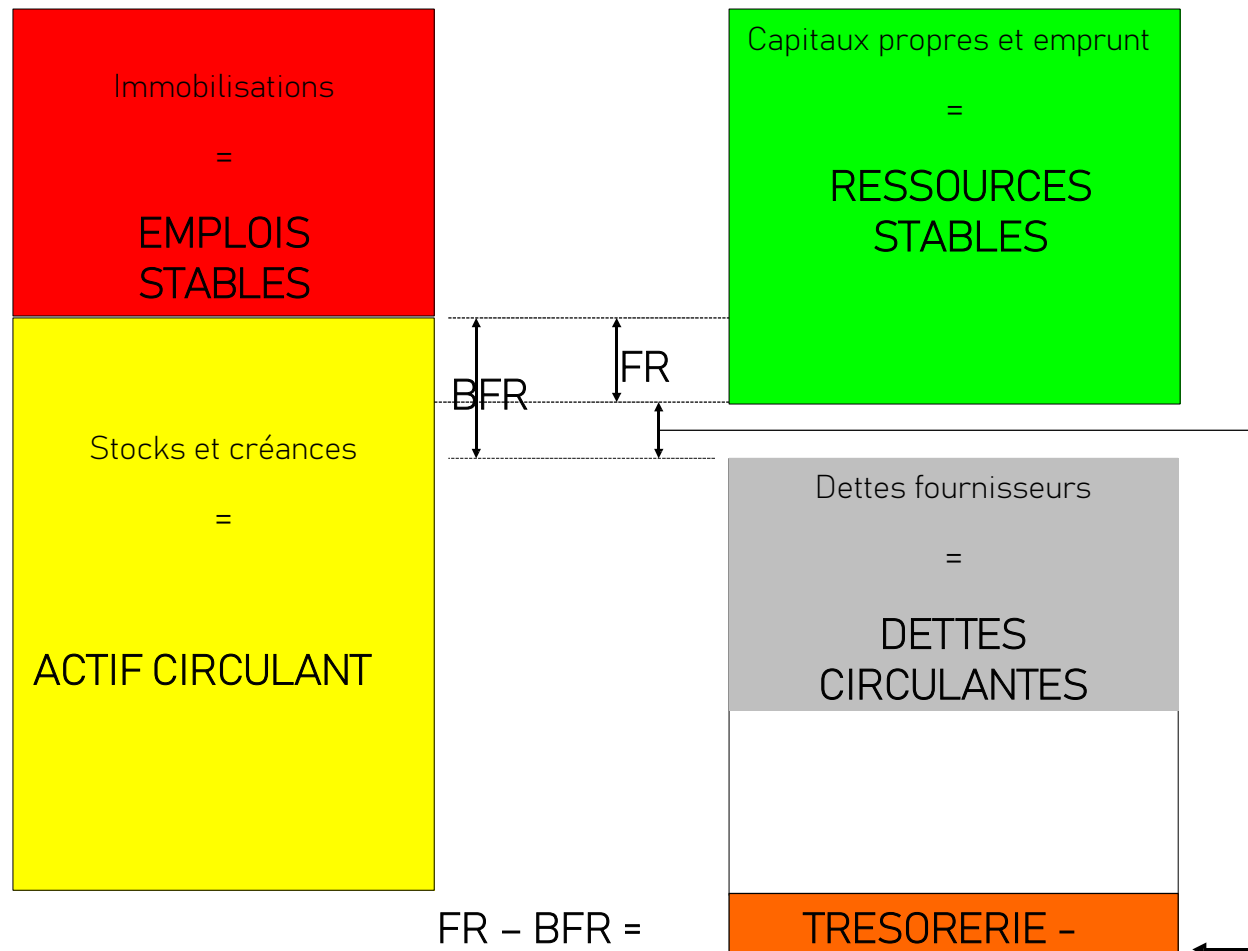 Immobilisations
=
EMPLOIS
STABLES
Capitaux propres et emprunt
=
RESSOURCES
STABLES
BFR
FR
Stocks et créances
=
ACTIF CIRCULANT
Dettes fournisseurs
=
DETTES
CIRCULANTES
FR – BFR =
TRESORERIE -